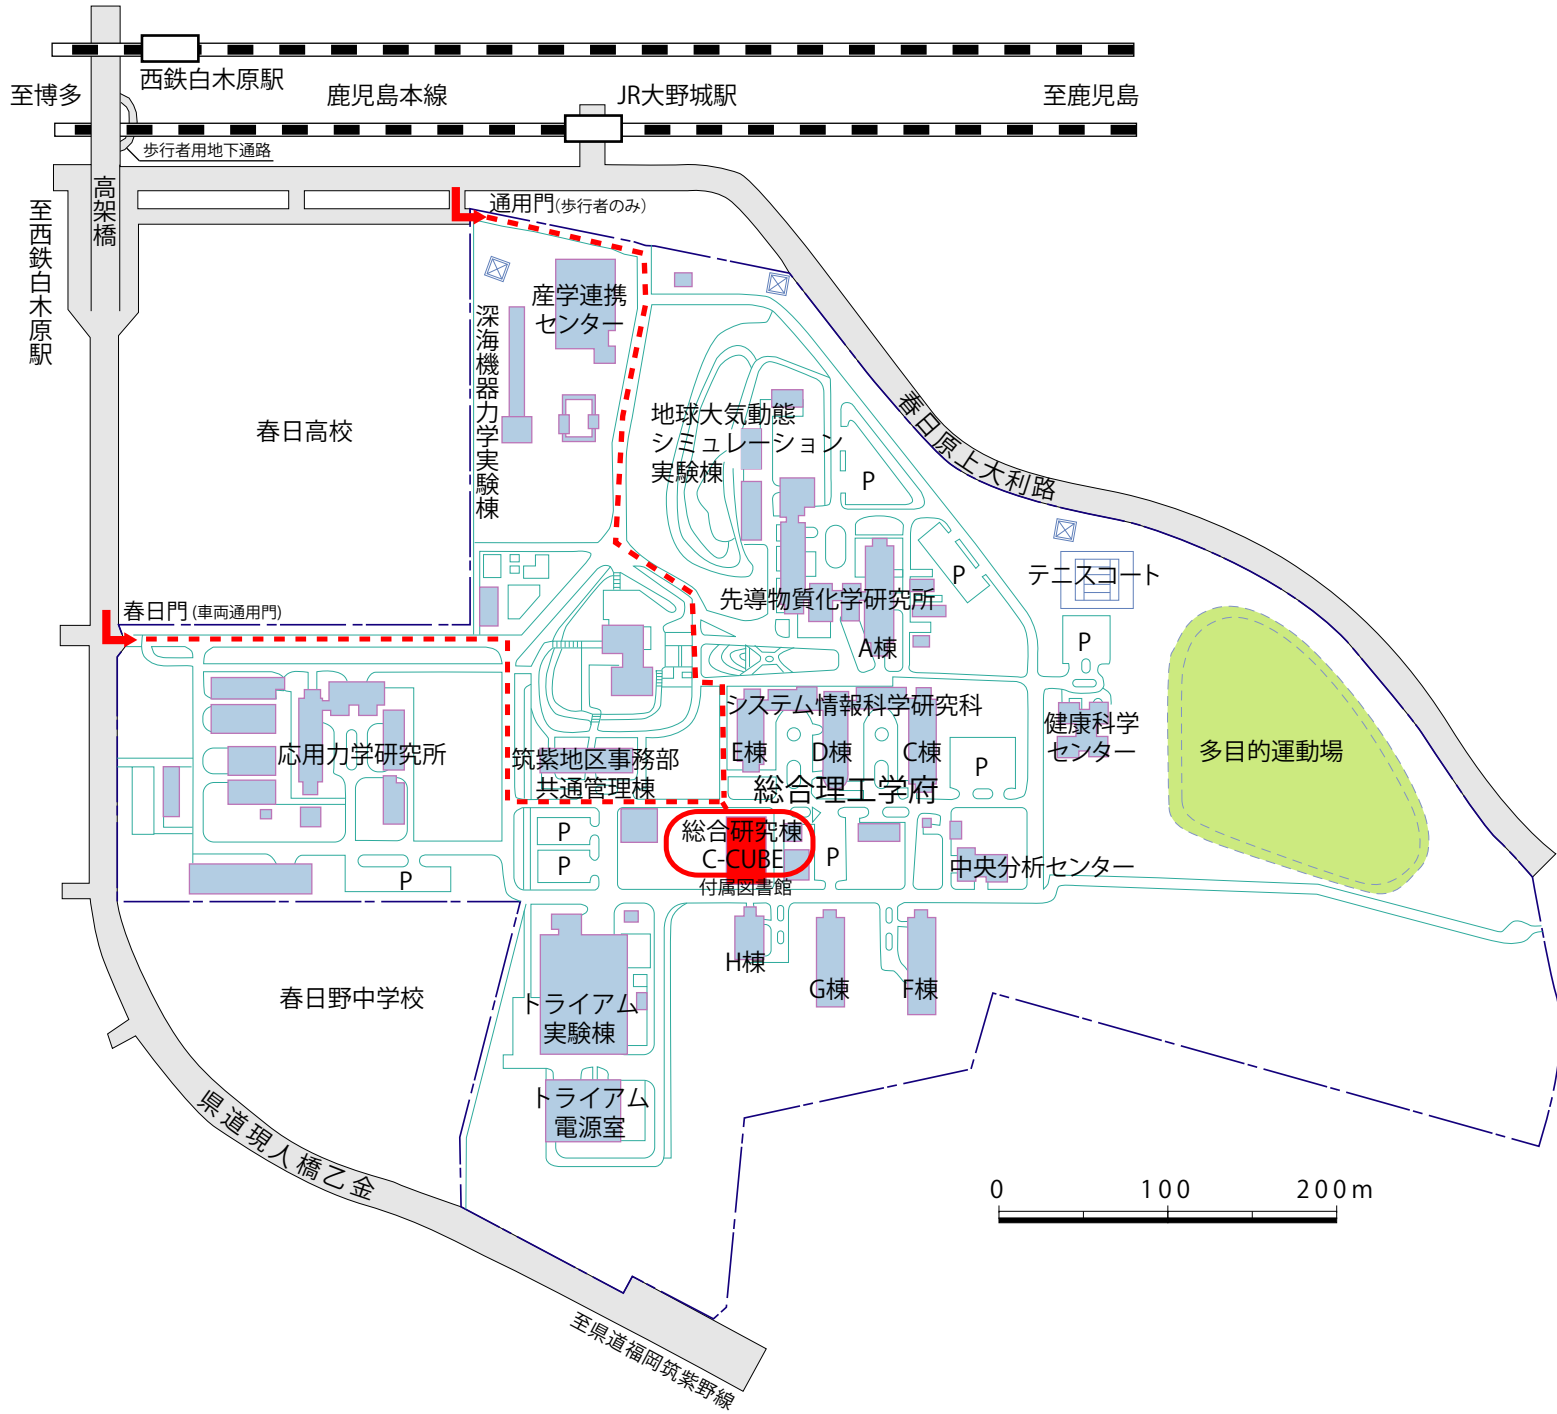 西鉄白木原駅
至博多
鹿児島本線
JR大野城駅
至鹿児島
歩行者用地下通路
高架橋
至西鉄白木原駅
通用門(歩行者のみ)
産学連携
センター
深海機器力学実験棟
春日高校
地球大気動態
シミュレーション
実験棟
P
春日原上大利路
P
テニスコート
先導物質化学研究所
春日門(車両通用門)
A棟
P
システム情報科学研究科
健康科学
センター
多目的運動場
応用力学研究所
筑紫地区事務部
共通管理棟
E棟
D棟
C棟
P
総合理工学府
P
P
総合研究棟
C-CUBE
付属図書館
P
中央分析センター
P
H棟
G棟
F棟
春日野中学校
トライアム
実験棟
トライアム
電源室
県道現人橋乙金
0 100 200m
至県道福岡筑紫野線